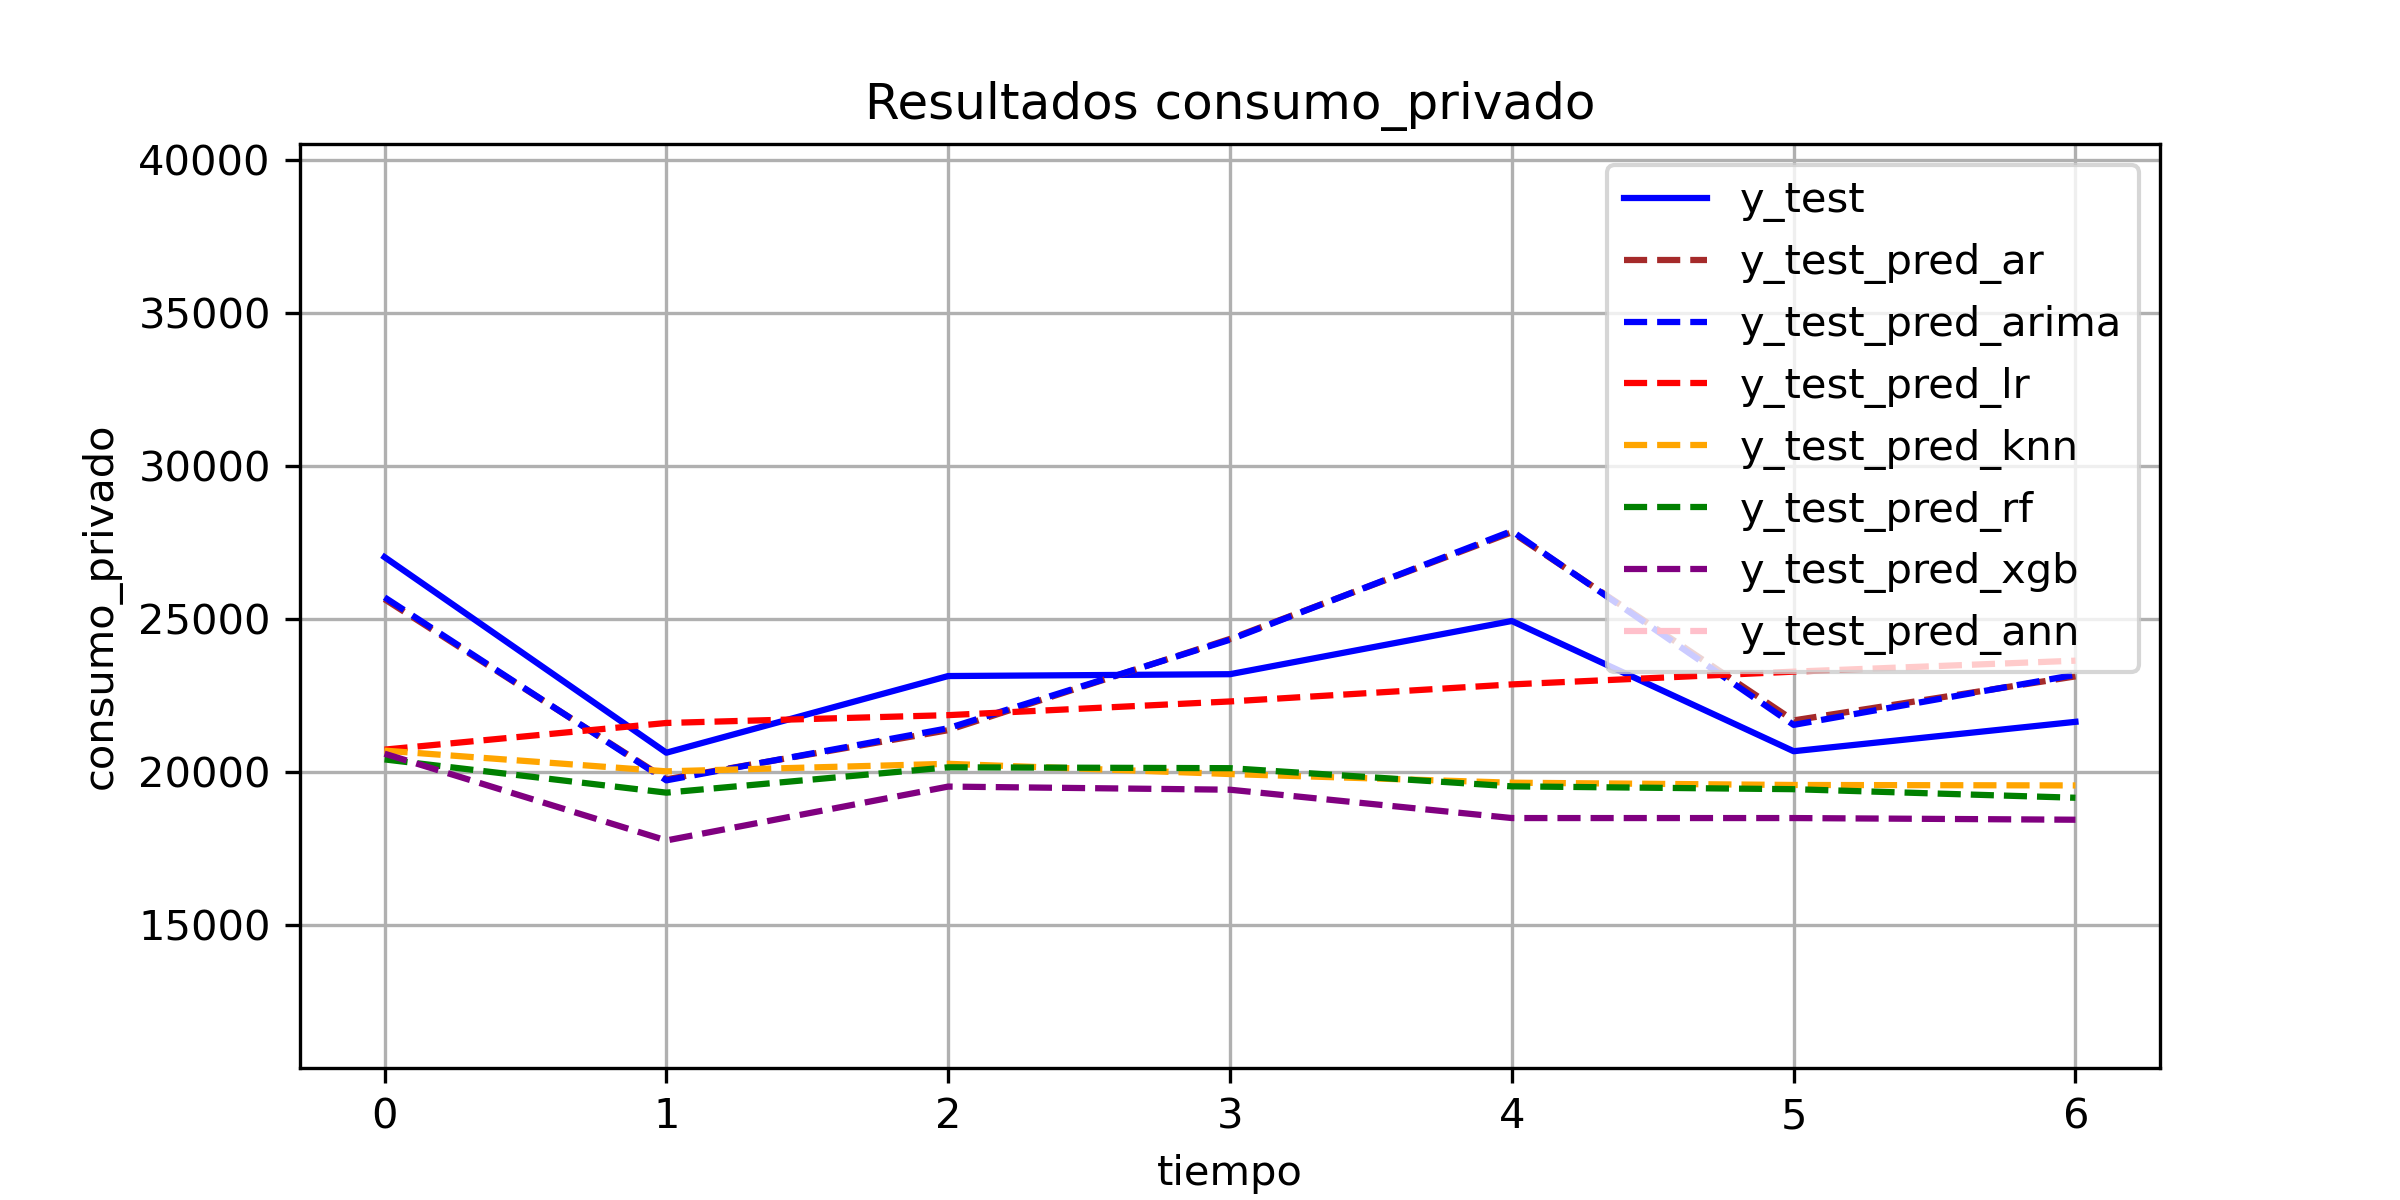 Resultados consumo_privado
40000
35000
30000
25000
20000
15000
consumo_privado
y_test
y_test_pred_ar
y_test_pred_arima
y_test_pred_lr
y_test_pred_knn
y_test_pred_rf
y_test_pred_xgb
y_test_pred_ann
0 1 2 3 4 5 6
tiempo